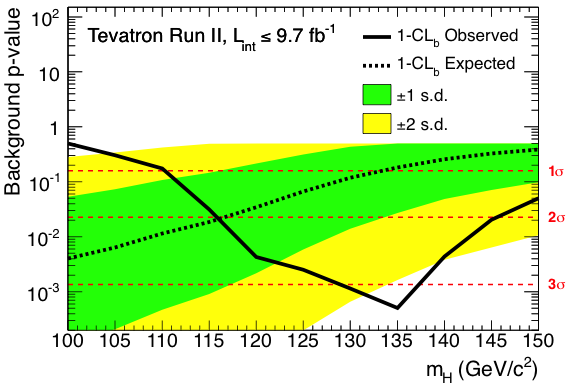 Tevatron Run II, L_int ≤ 9.7 fb⁻¹
1-CL_b Observed
1-CL_b Expected
±1 s.d.
±2 s.d.
Background p-value
10²
10
1
10⁻¹
10⁻²
10⁻³
1σ
2σ
3σ
100 105 110 115 120 125 130 135 140 145 150
m_H (GeV/c²)